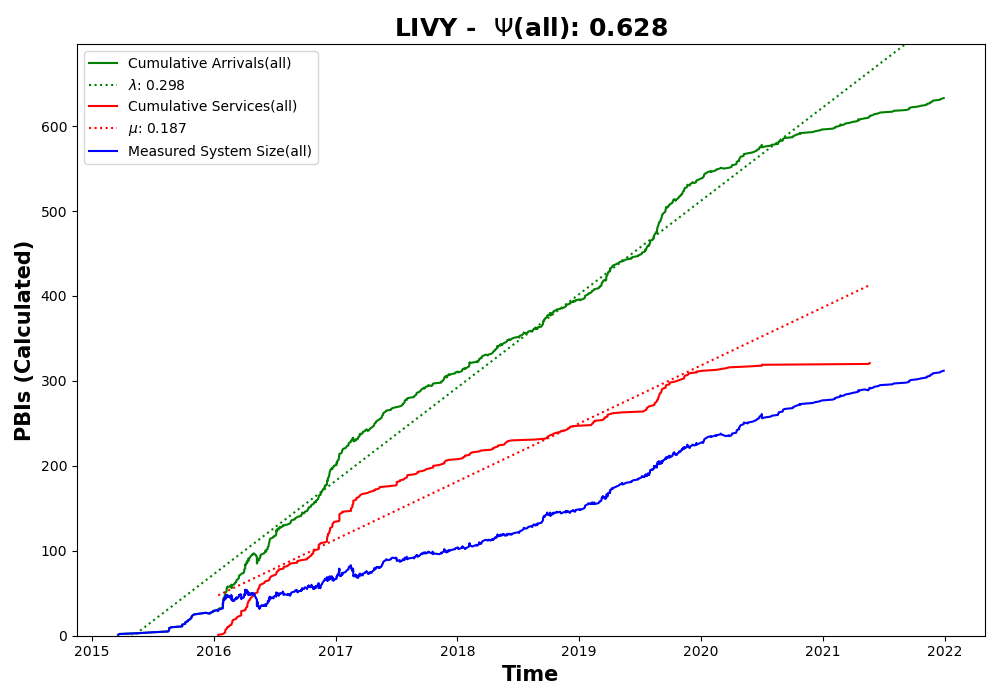 LIVY - Ψ(all): 0.628
Cumulative Arrivals(all)
λ: 0.298
Cumulative Services(all)
μ: 0.187
Measured System Size(all)
PBIs (Calculated)
600
500
400
300
200
100
0
2015 2016 2017 2018 2019 2020 2021 2022
Time